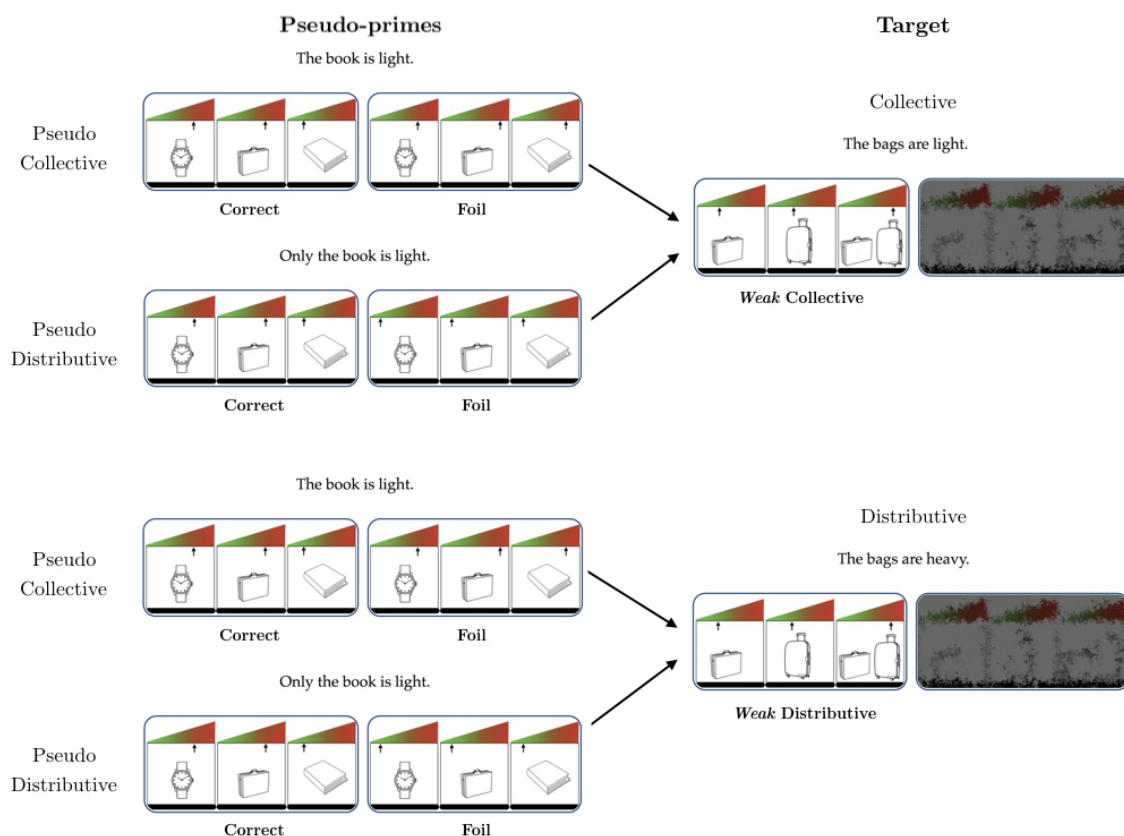 Pseudo-primes
Target
The book is light.
Pseudo
Collective
Correct
Foil
Only the book is light.
Pseudo
Distributive
Correct
Foil
Collective
The bags are light.
Weak Collective
The book is light.
Pseudo
Collective
Correct
Foil
Only the book is light.
Pseudo
Distributive
Correct
Foil
Distributive
The bags are heavy.
Weak Distributive